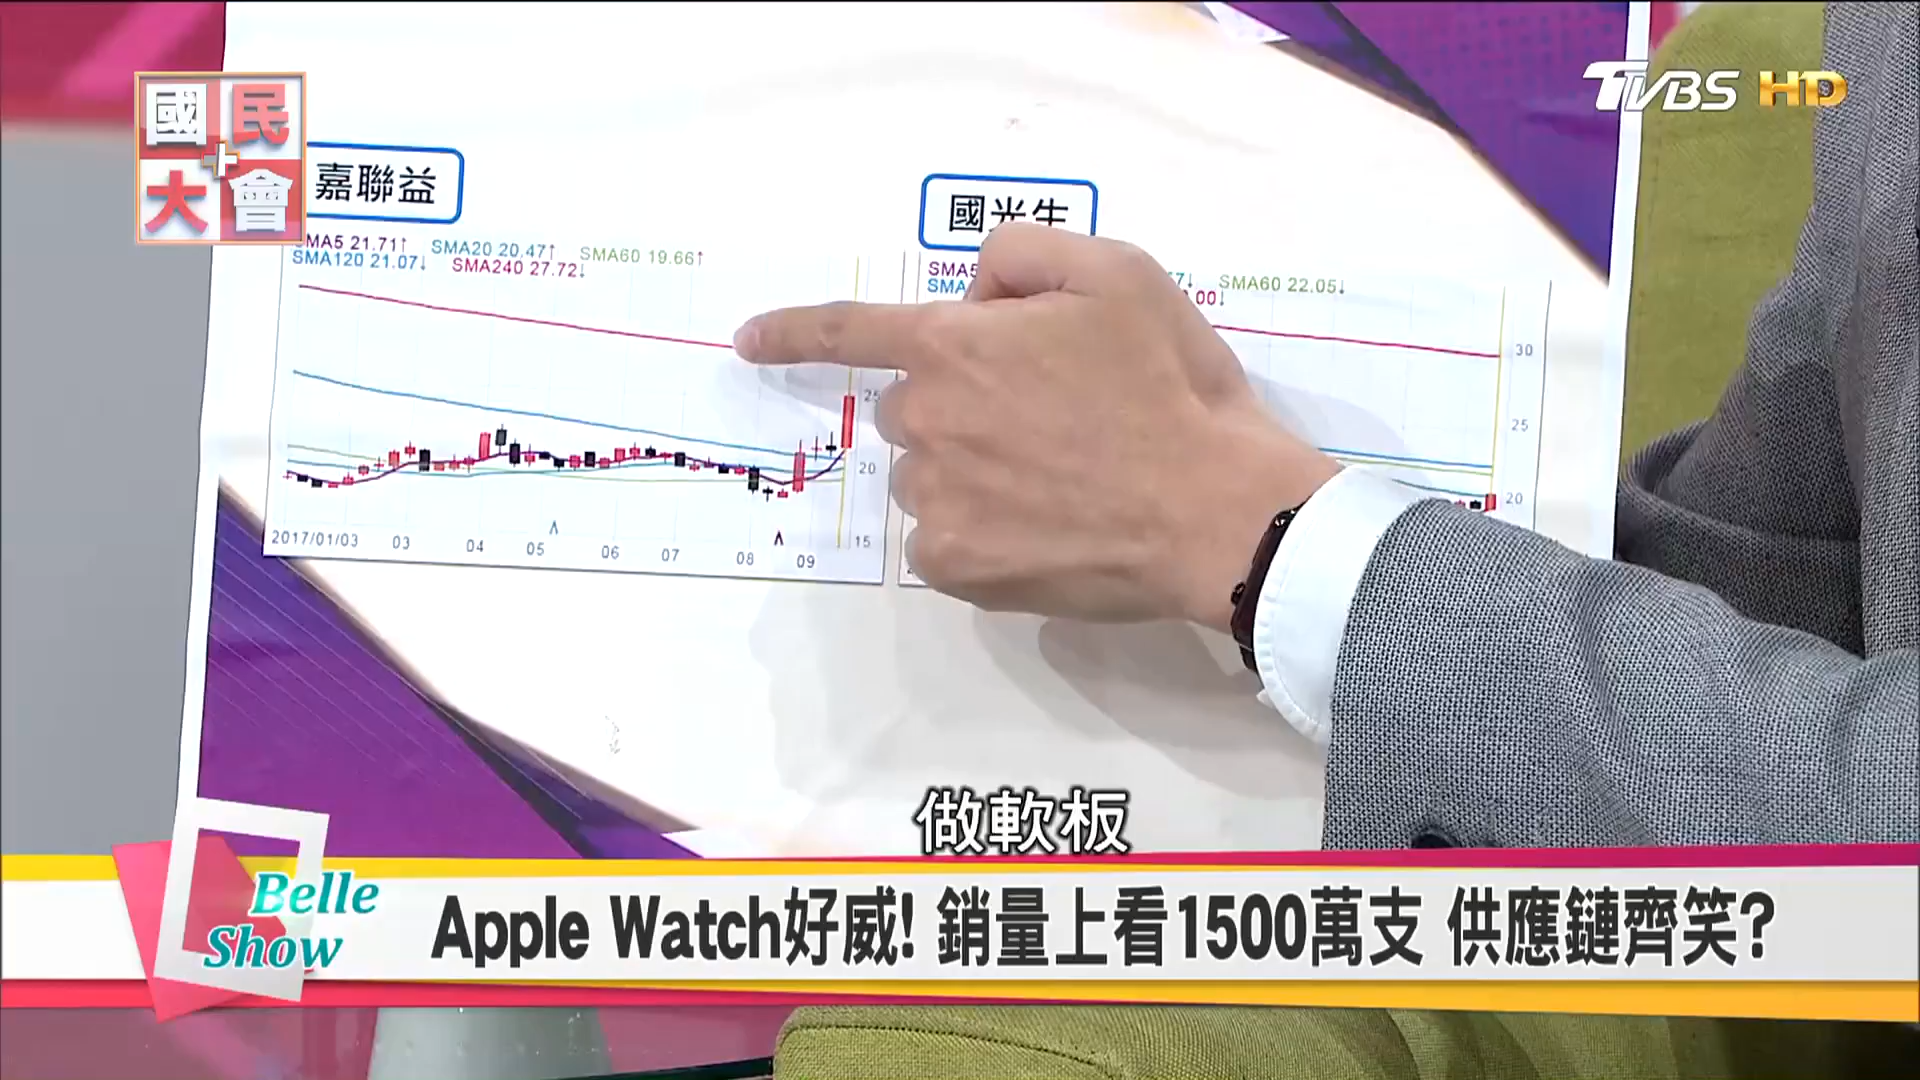 國民
大會
TVBS HD
嘉聯益
SMA5 21.71↑ SMA20 20.47↑ SMA60 19.66↑
SMA120 21.07↓ SMA240 27.72↓
25
20
15
2017/01/03 03 04 05 06 07 08 09
國光生
SMA60 22.05↓
30
25
20
做軟板
Belle
Show
Apple Watch好威! 銷量上看1500萬支 供應鏈齊笑?